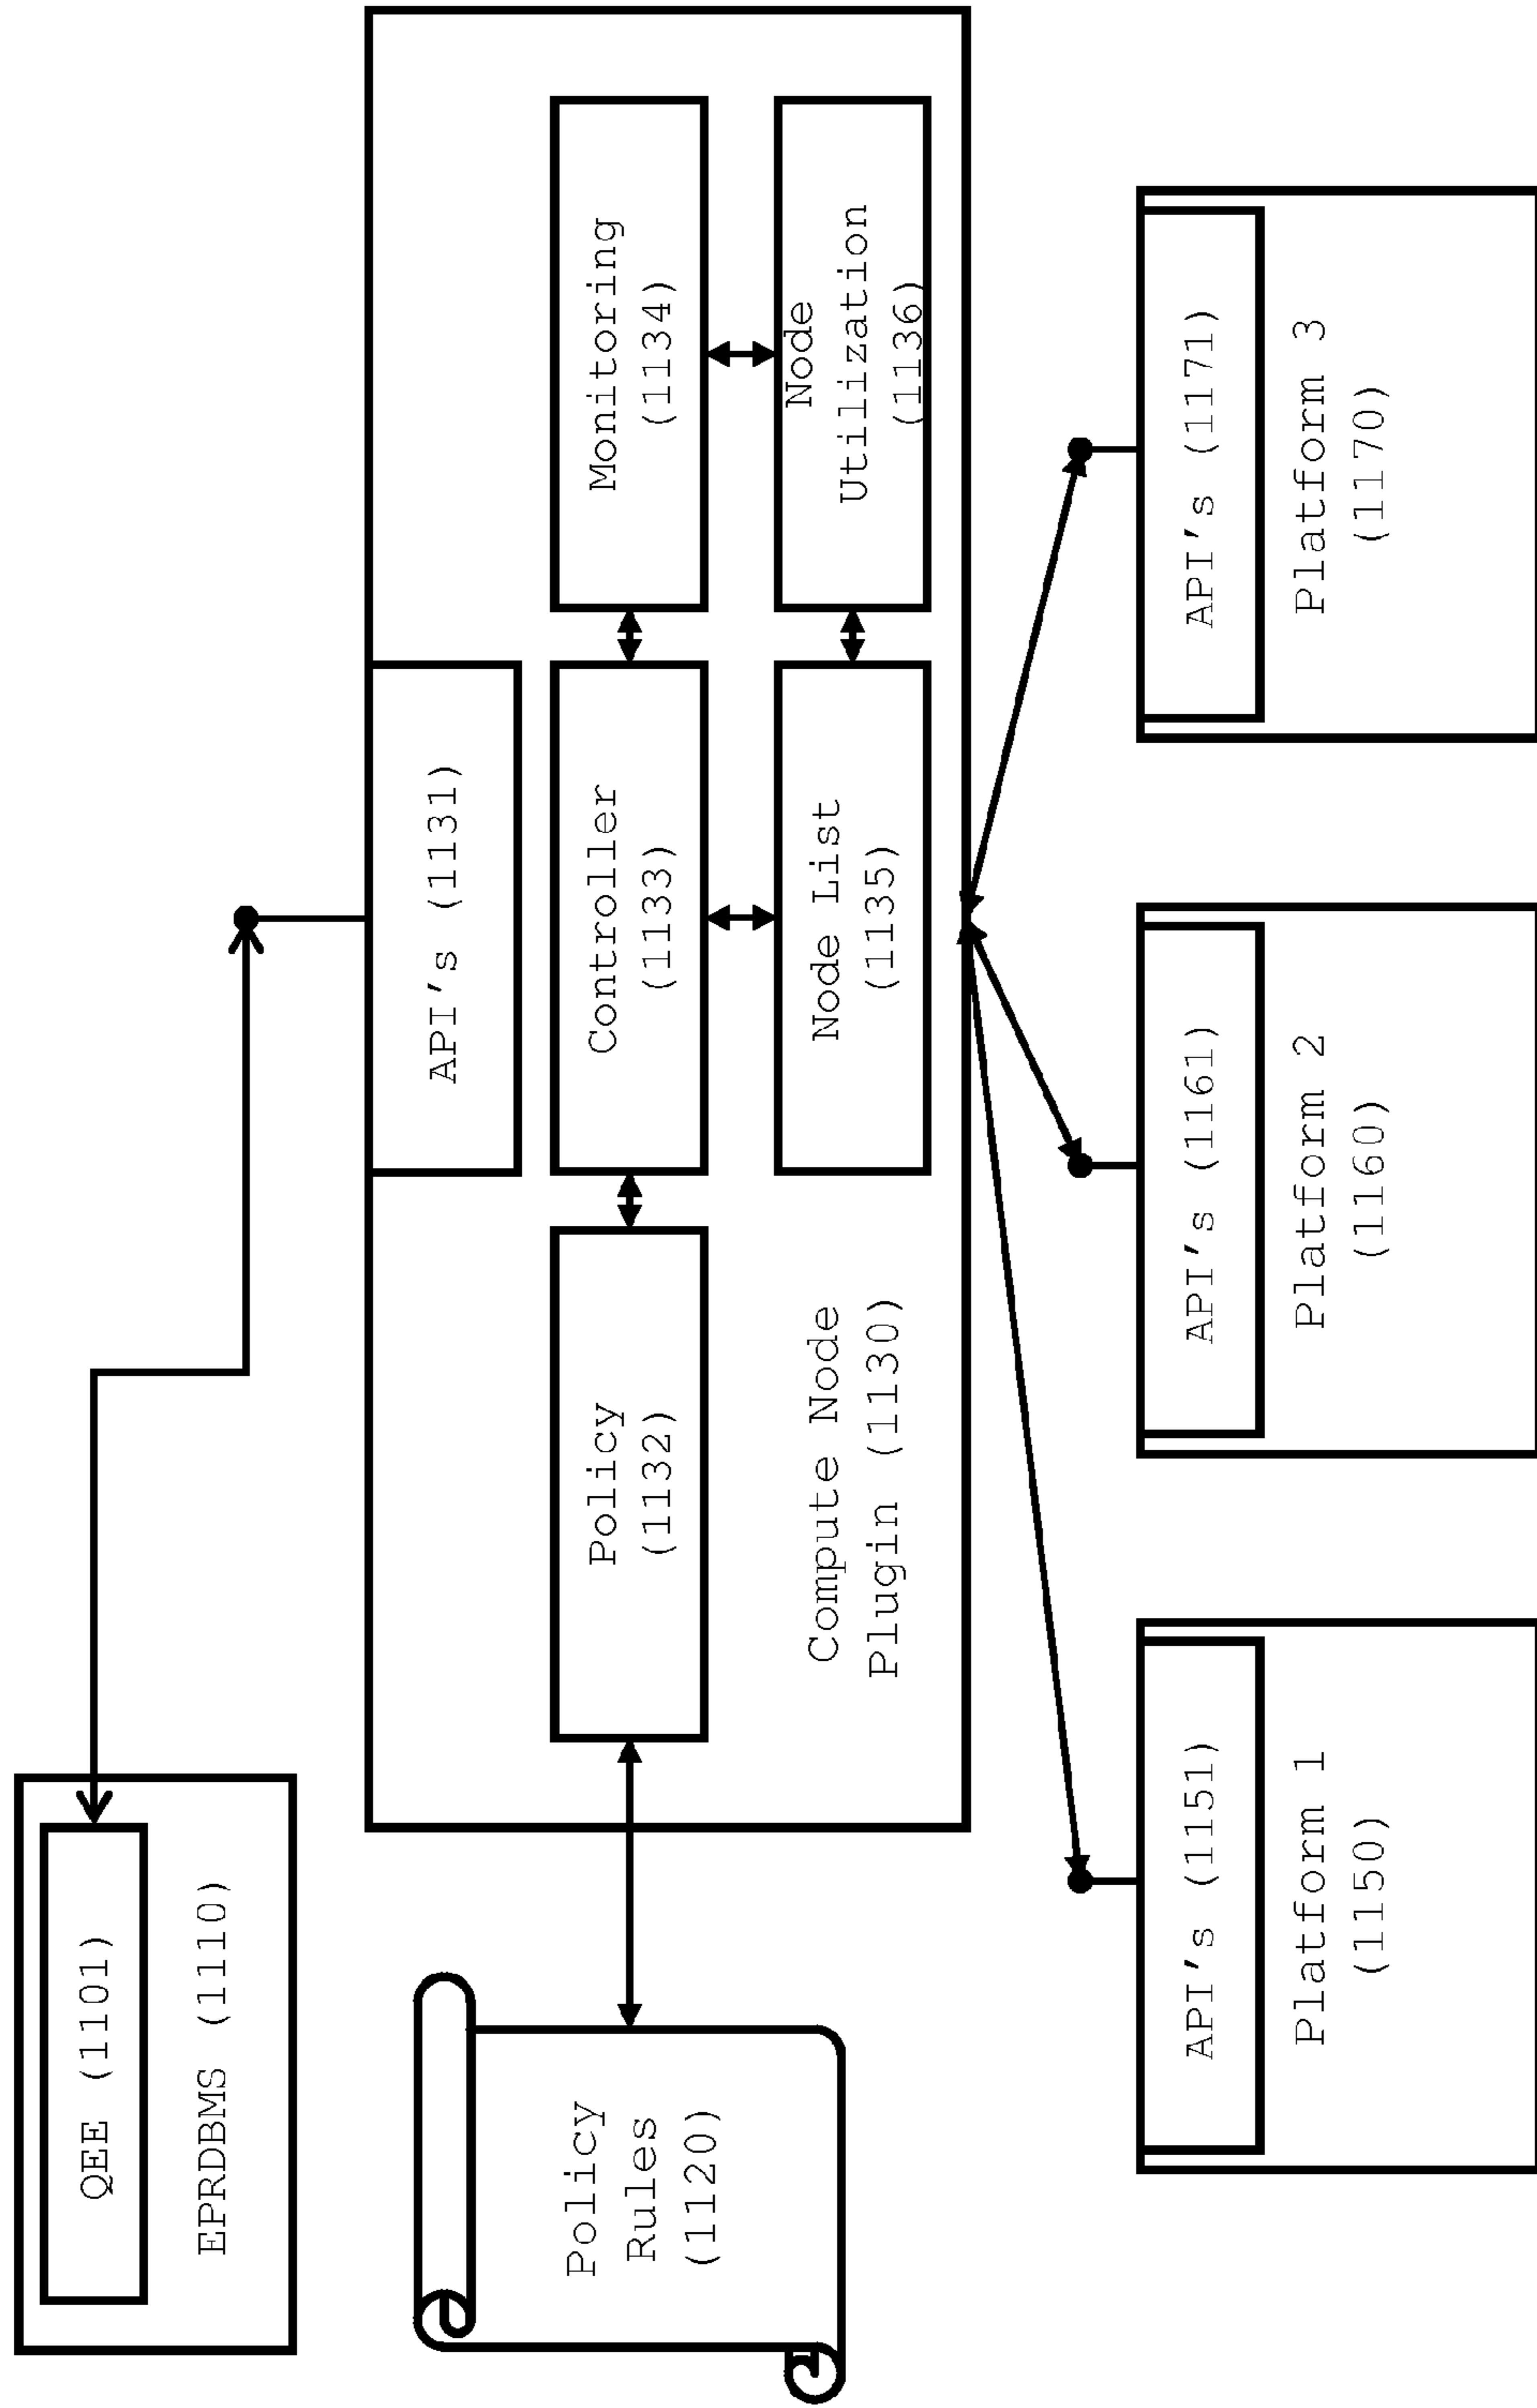 QEE (1101)
EPRDBMS (1110)
Policy
Rules
(1120)
API's (1131)
Policy
(1132)
Controller
(1133)
Monitoring
(1134)
Compute Node
Plugin (1130)
Node List
(1135)
Node
Utilization
(1136)
API's (1151)
Platform 1
(1150)
API's (1161)
Platform 2
(1160)
API's (1171)
Platform 3
(1170)